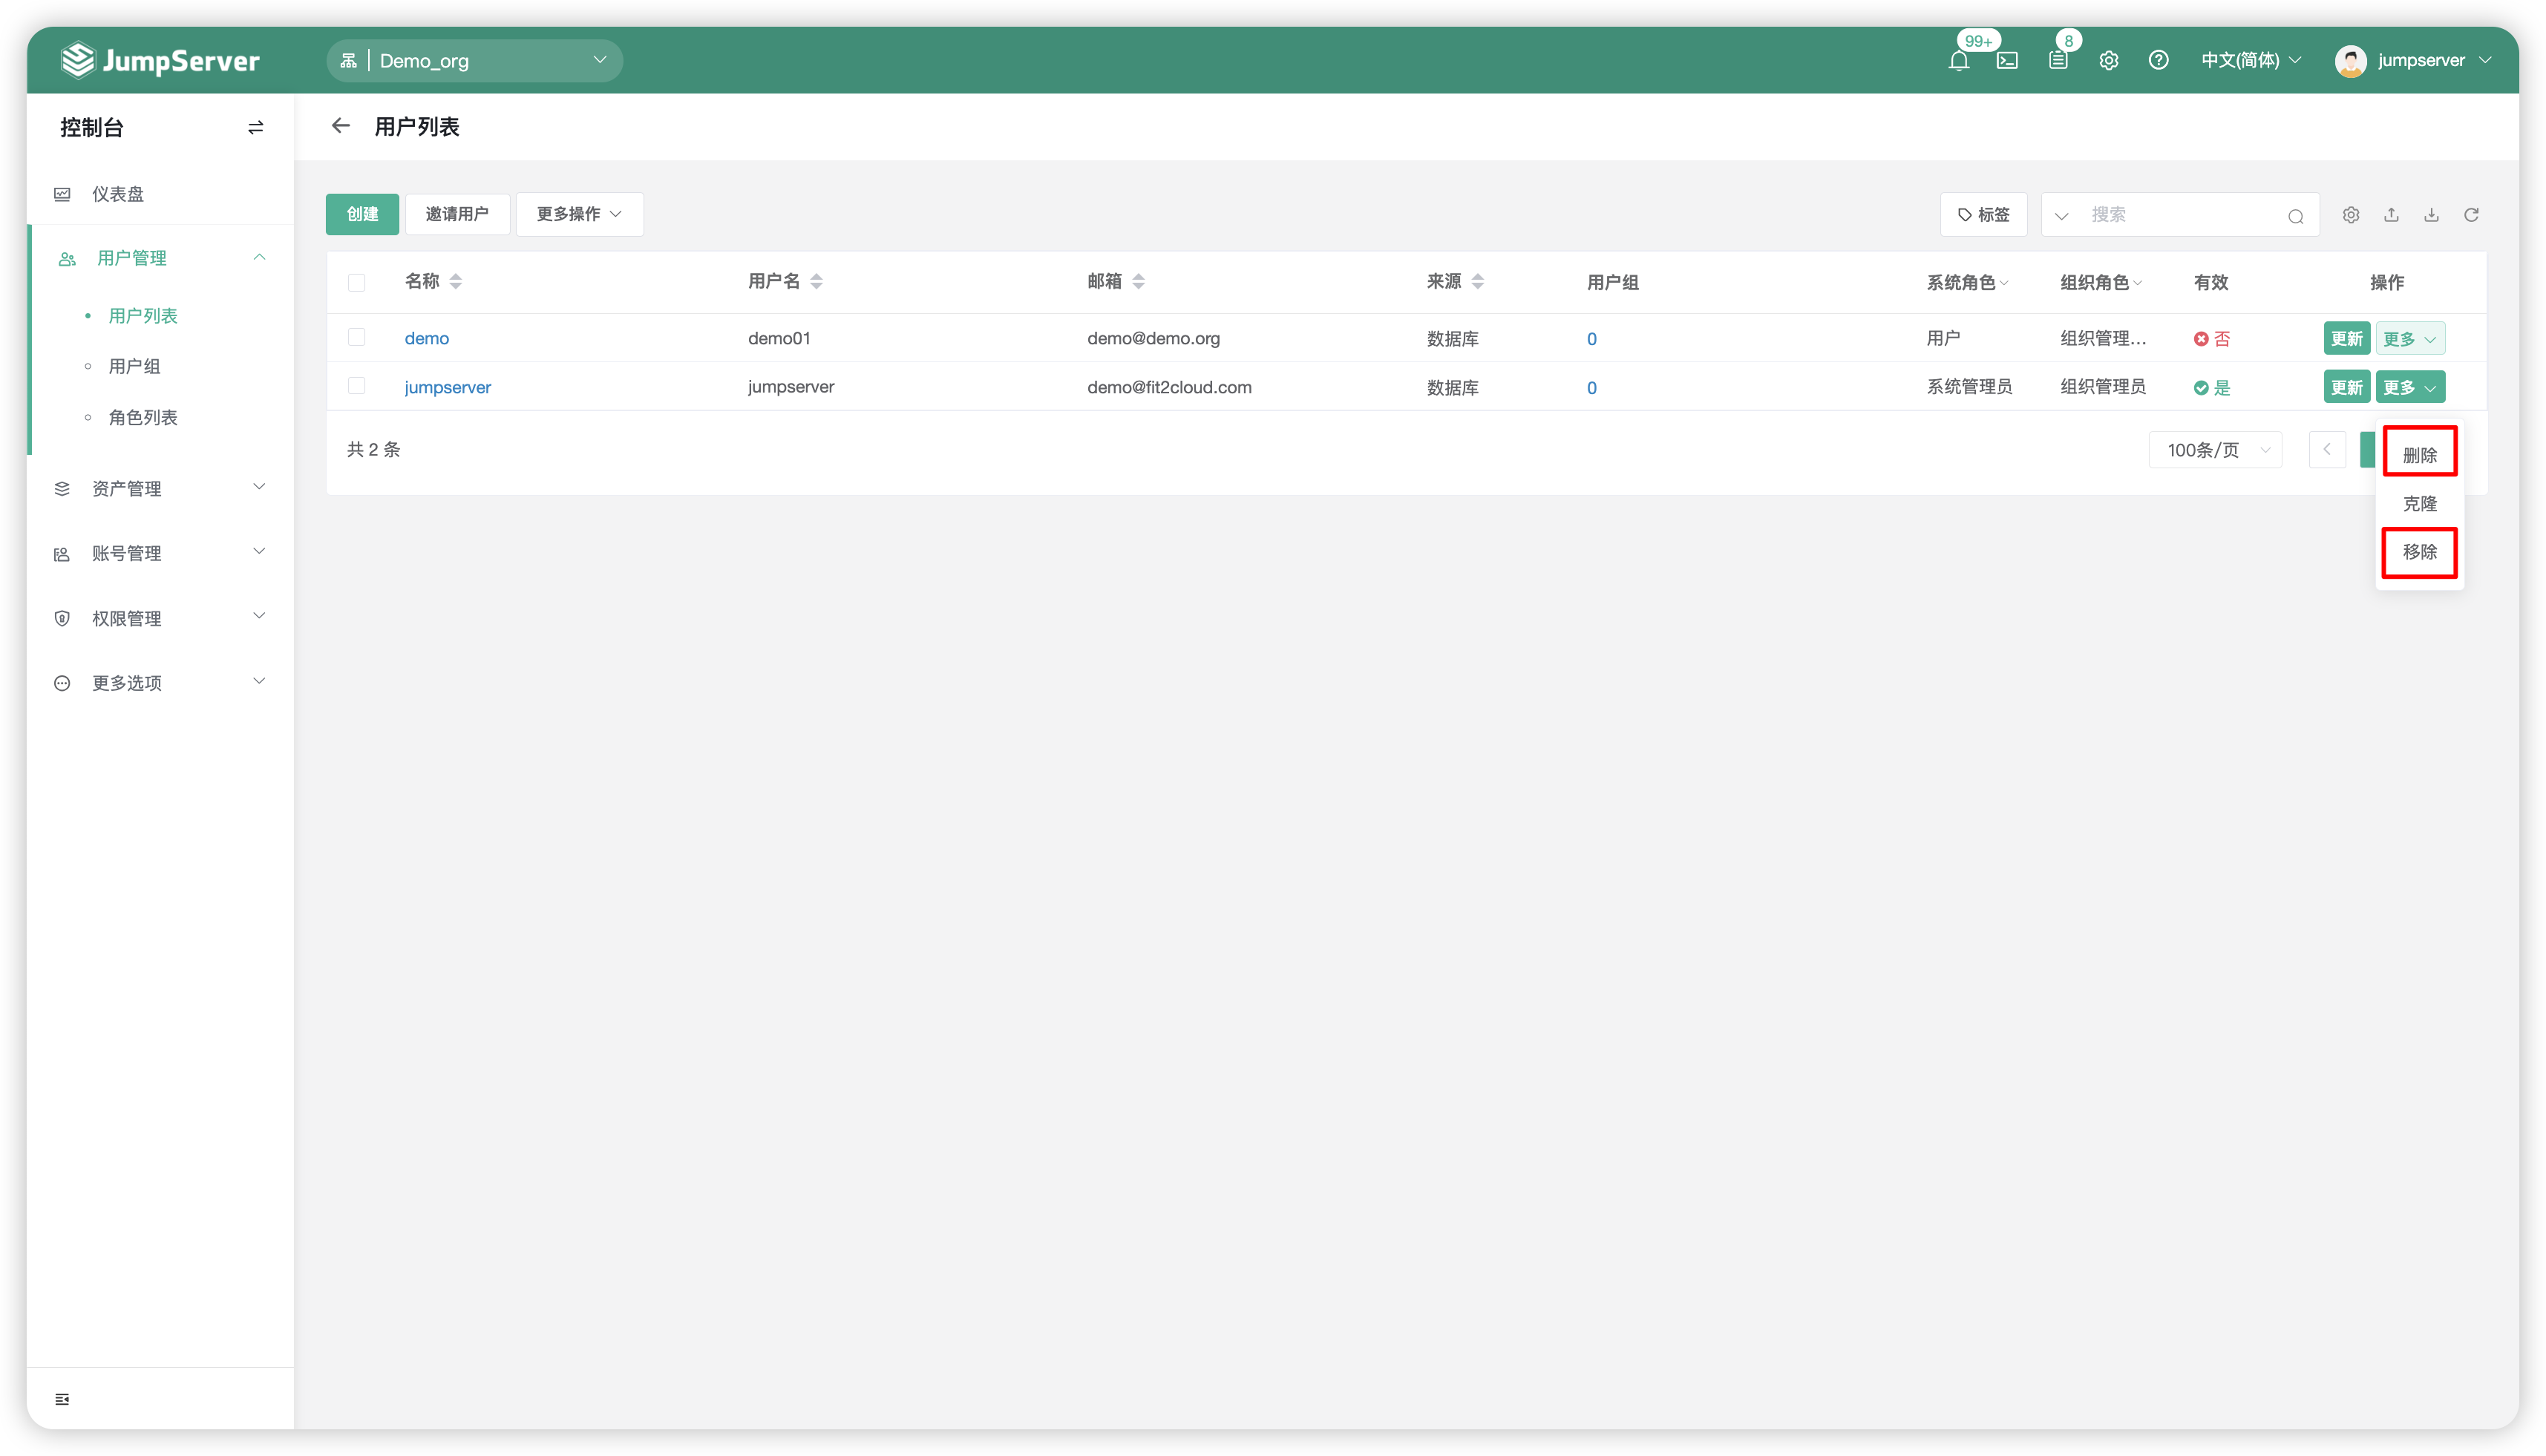 JumpServer
Demo_org
99+
8
中文(简体)
jumpserver
控制台
用户列表
仪表盘
用户管理
用户列表
用户组
角色列表
资产管理
账号管理
权限管理
更多选项
创建 邀请用户 更多操作 标签 搜索
名称 用户名 邮箱 来源 用户组 系统角色 组织角色 有效 操作
demo demo01 demo@demo.org 数据库 0 用户 组织管理... 否 更新 更多
jumpserver jumpserver demo@fit2cloud.com 数据库 0 系统管理员 组织管理员 是 更新 更多
共 2 条 100条/页
删除
克隆
移除